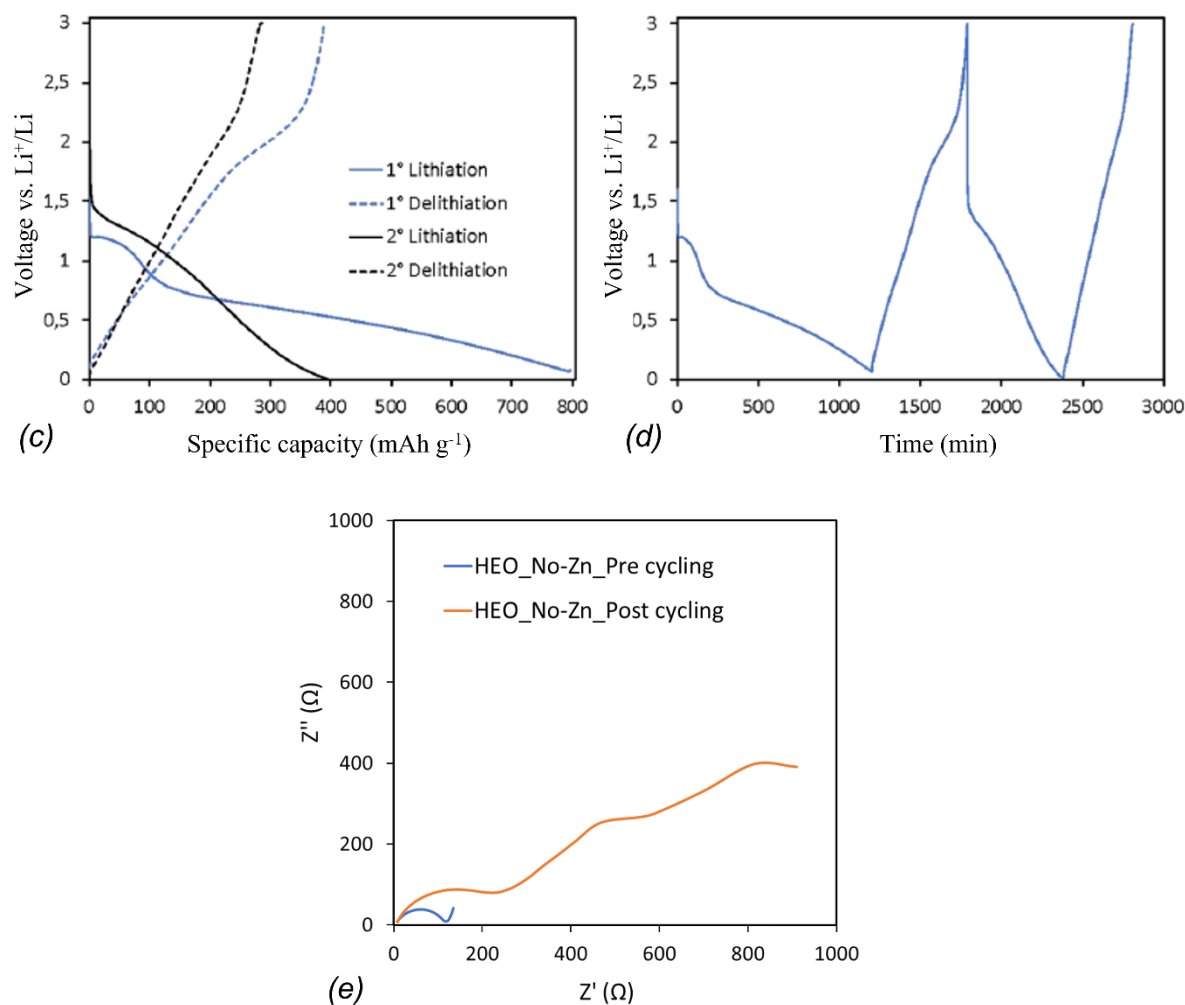 Voltage vs. Li⁺/Li
3
2,5
2
1,5
1
0,5
0
1° Lithiation
1° Delithiation
2° Lithiation
2° Delithiation
0 100 200 300 400 500 600 700 800
Specific capacity (mAh g⁻¹)
(c)
Voltage vs. Li⁺/Li
3
2,5
2
1,5
1
0,5
0
0 500 1000 1500 2000 2500 3000
Time (min)
(d)
Z'' (Ω)
1000
800
600
400
200
0
HEO_No-Zn_Pre cycling
HEO_No-Zn_Post cycling
0 200 400 600 800 1000
Z' (Ω)
(e)